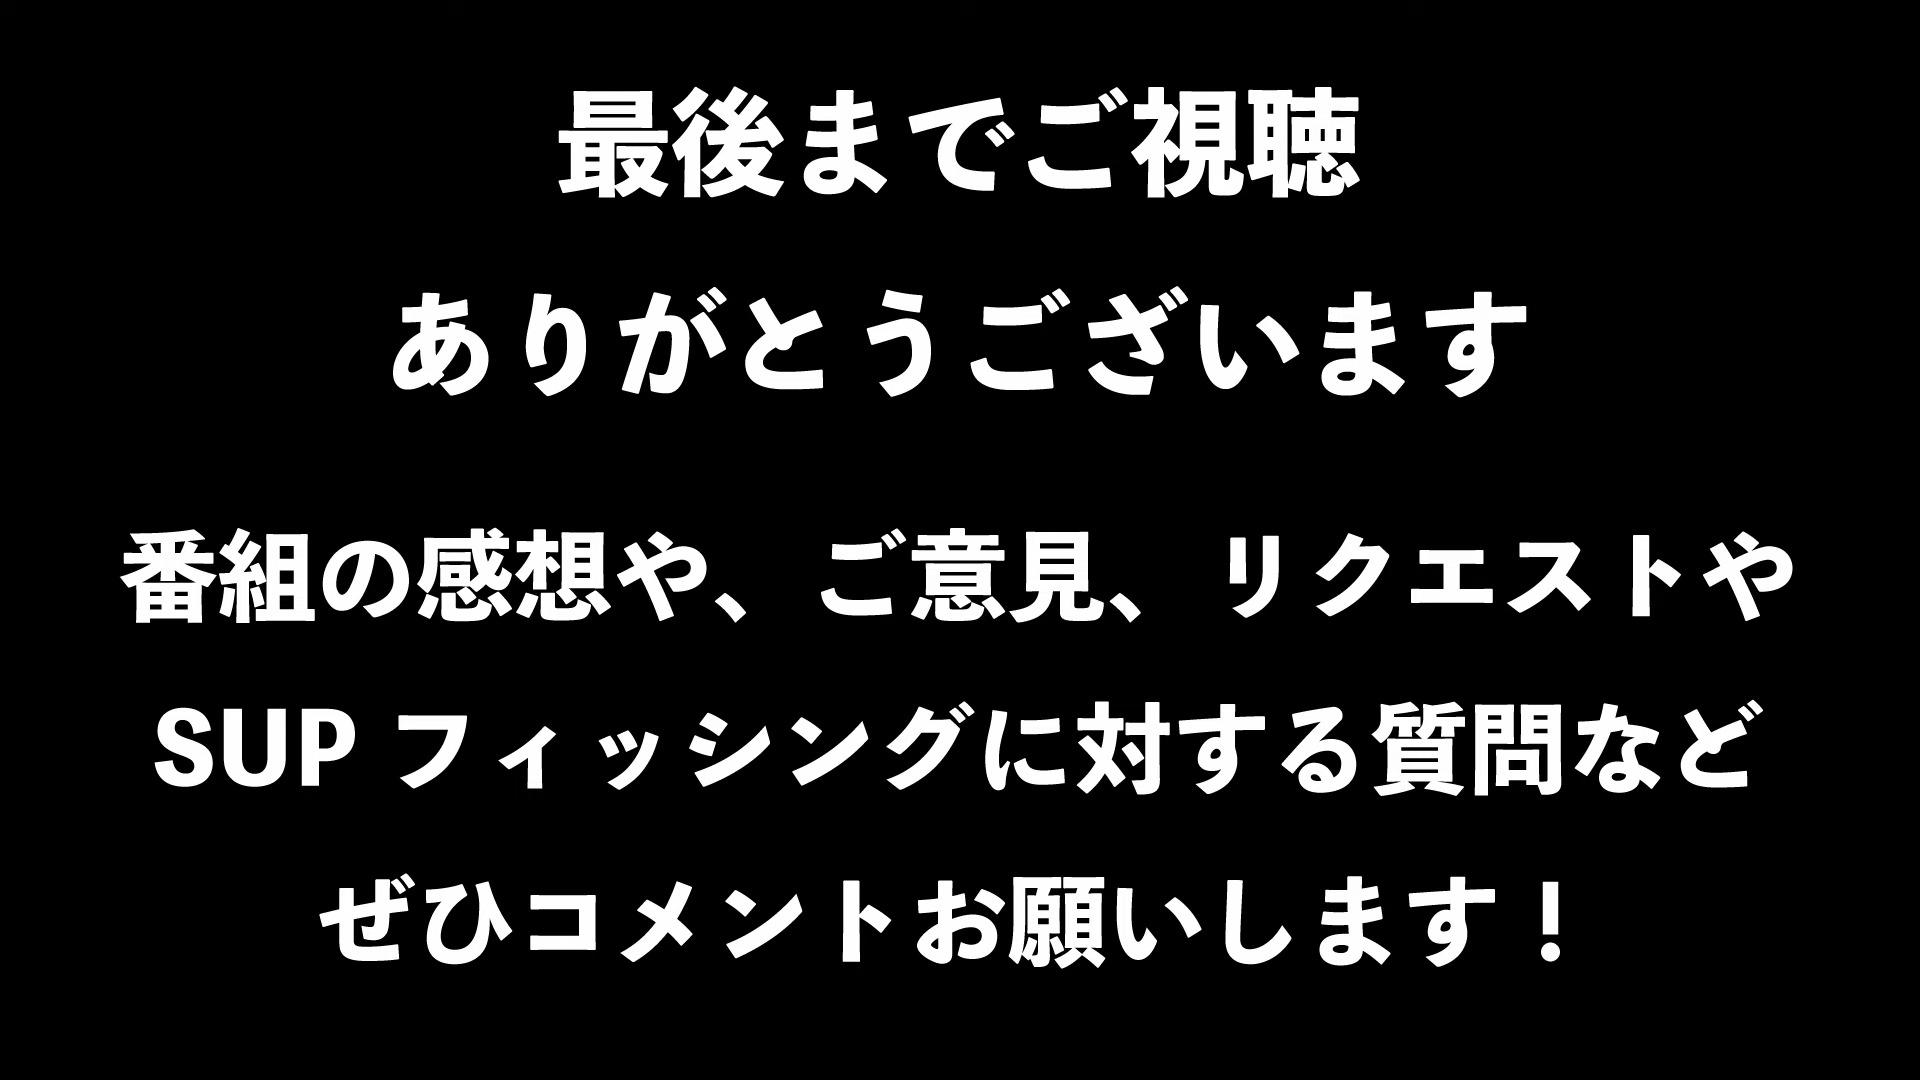 最後までご視聴
ありがとうございます
番組の感想や、ご意見、リクエストや
SUPフィッシングに対する質問など
ぜひコメントお願いします！